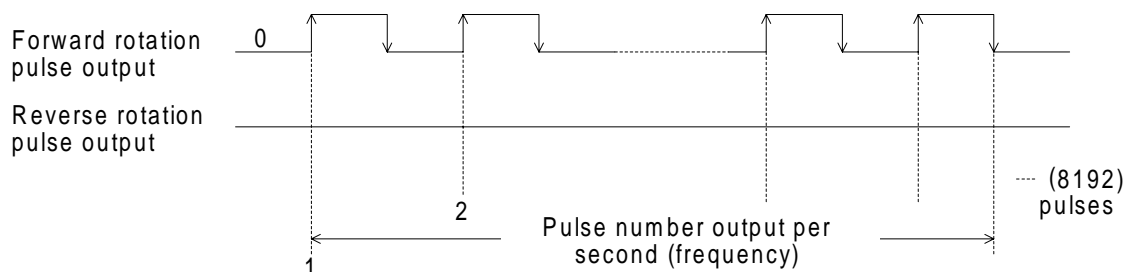 Forward rotation
pulse output
0
Reverse rotation
pulse output
(8192)
pulses
2
Pulse number output per
second (frequency)
1